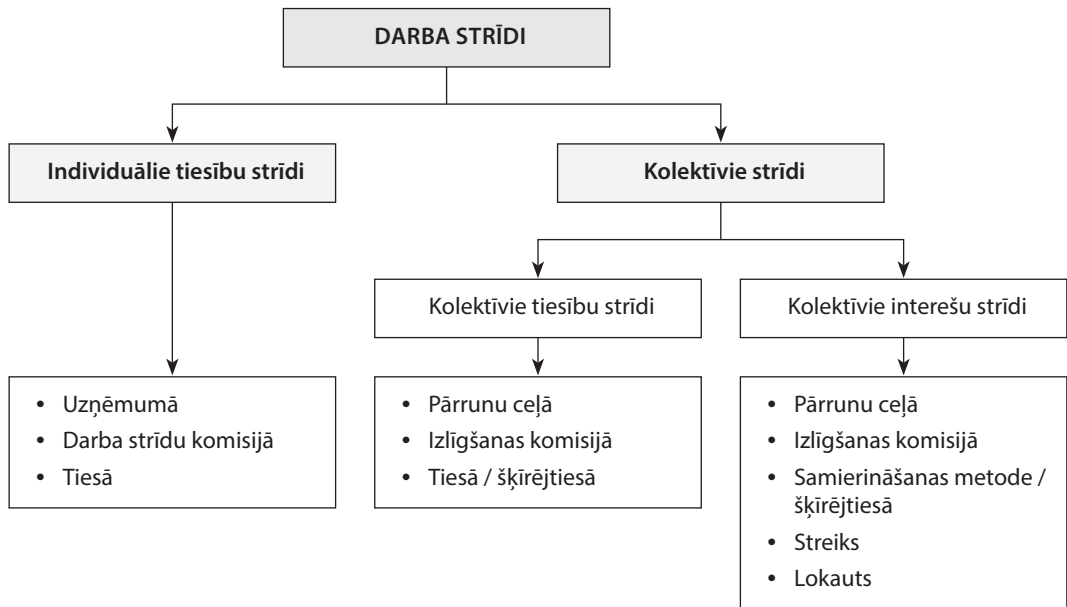 DARBA STRĪDI
Individuālie tiesību strīdi
Kolektīvie strīdi
Kolektīvie tiesību strīdi
Kolektīvie interešu strīdi
• Uzņēmumā
• Darba strīdu komisijā
• Tiesā
• Pārrunu ceļā
• Izlīgšanas komisijā
• Tiesā / šķīrējtiesā
• Pārrunu ceļā
• Izlīgšanas komisijā
• Samierināšanas metode /
šķīrējtiesā
• Streiks
• Lokauts